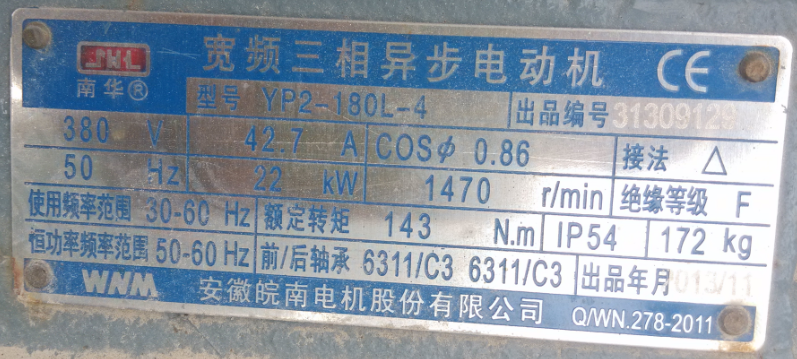 SWL 宽频三相异步电动机 CE
南华® 型号 YP2-180L-4 出品编号 3130912
380 V 42.7 A COSφ 0.86 接法 △
50 Hz 22 kW 1470 r/min 绝缘等级 F
使用频率范围 30-60 Hz 额定转矩 143 N.m IP54 172 kg
恒功率频率范围 50-60 Hz 前/后轴承 6311/C3 6311/C3 出品年月 2013/11
WNM 安徽皖南电机股份有限公司 Q/WN.278-2011